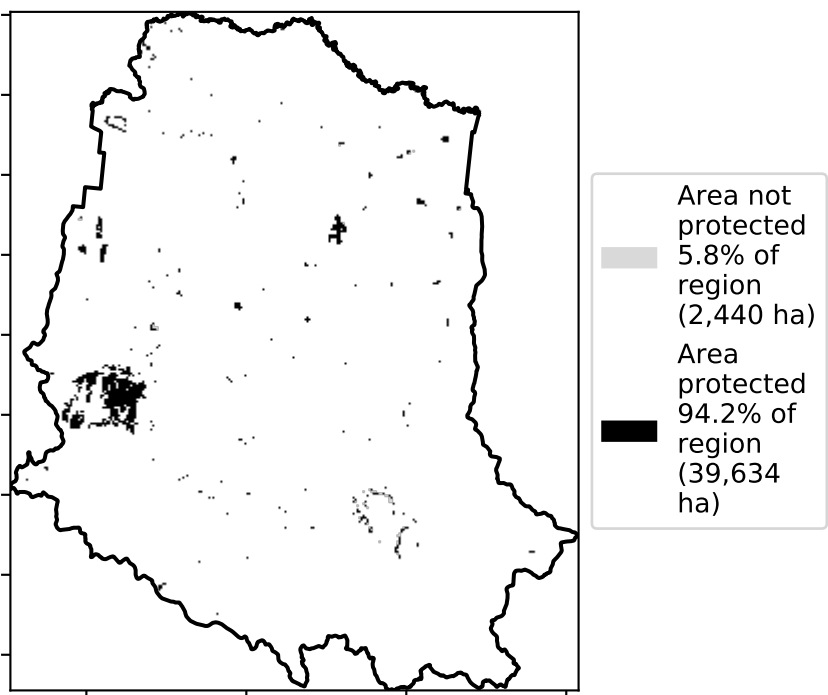 Area not
protected
5.8% of
region
(2,440 ha)
Area
protected
94.2% of
region
(39,634
ha)